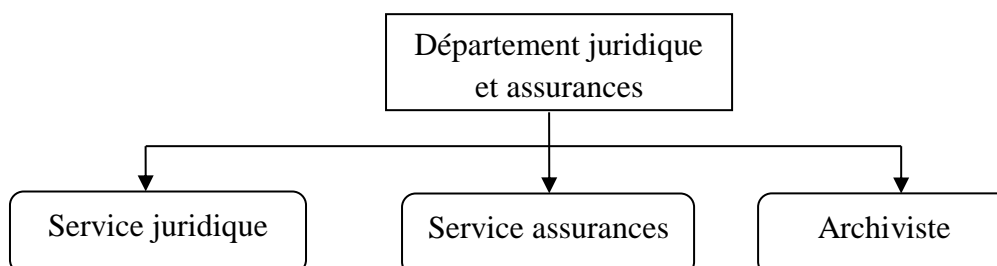 Département juridique
et assurances
Service juridique
Service assurances
Archiviste